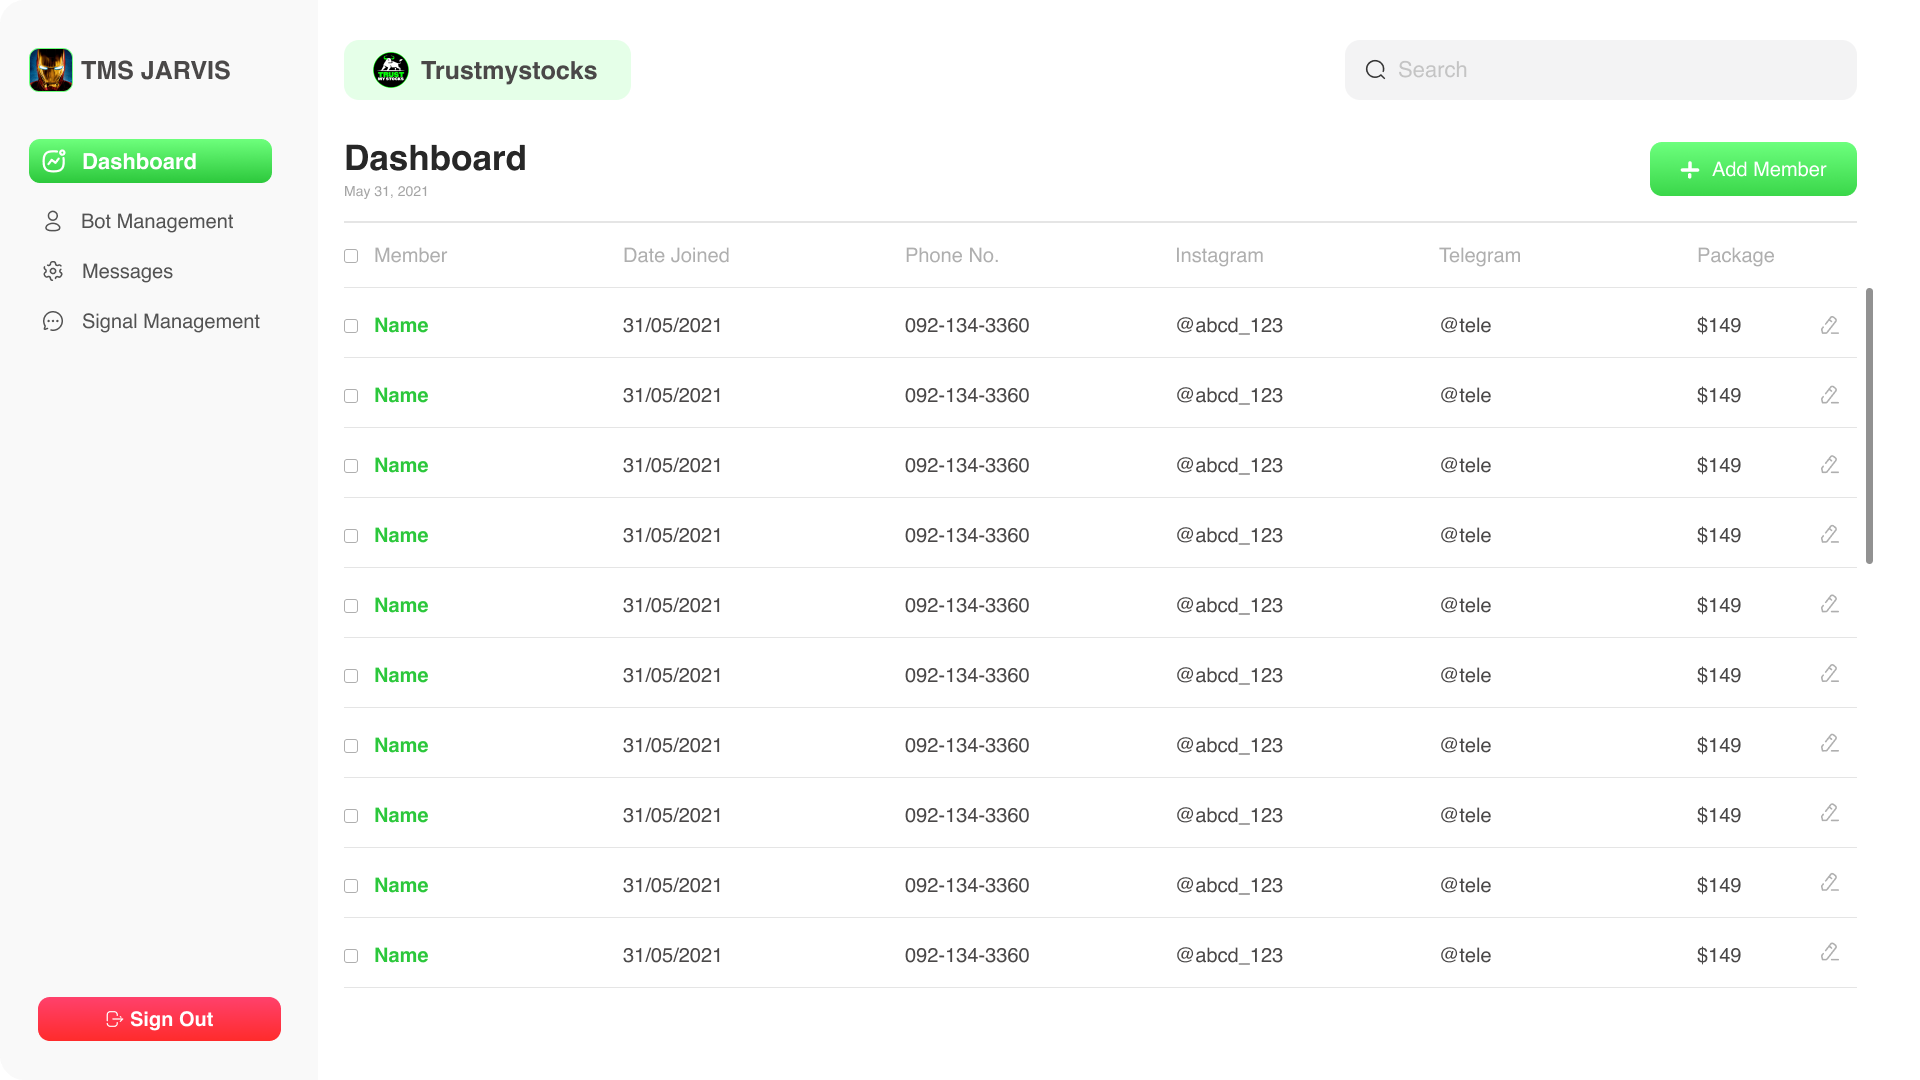 TMS JARVIS
Dashboard
Bot Management
Messages
Signal Management
Sign Out
TRUST
MY STOCKS
Trustmystocks
Search
Dashboard
May 31, 2021
Add Member
Member Date Joined Phone No. Instagram Telegram Package
Name 31/05/2021 092-134-3360 @abcd_123 @tele $149
Name 31/05/2021 092-134-3360 @abcd_123 @tele $149
Name 31/05/2021 092-134-3360 @abcd_123 @tele $149
Name 31/05/2021 092-134-3360 @abcd_123 @tele $149
Name 31/05/2021 092-134-3360 @abcd_123 @tele $149
Name 31/05/2021 092-134-3360 @abcd_123 @tele $149
Name 31/05/2021 092-134-3360 @abcd_123 @tele $149
Name 31/05/2021 092-134-3360 @abcd_123 @tele $149
Name 31/05/2021 092-134-3360 @abcd_123 @tele $149
Name 31/05/2021 092-134-3360 @abcd_123 @tele $149